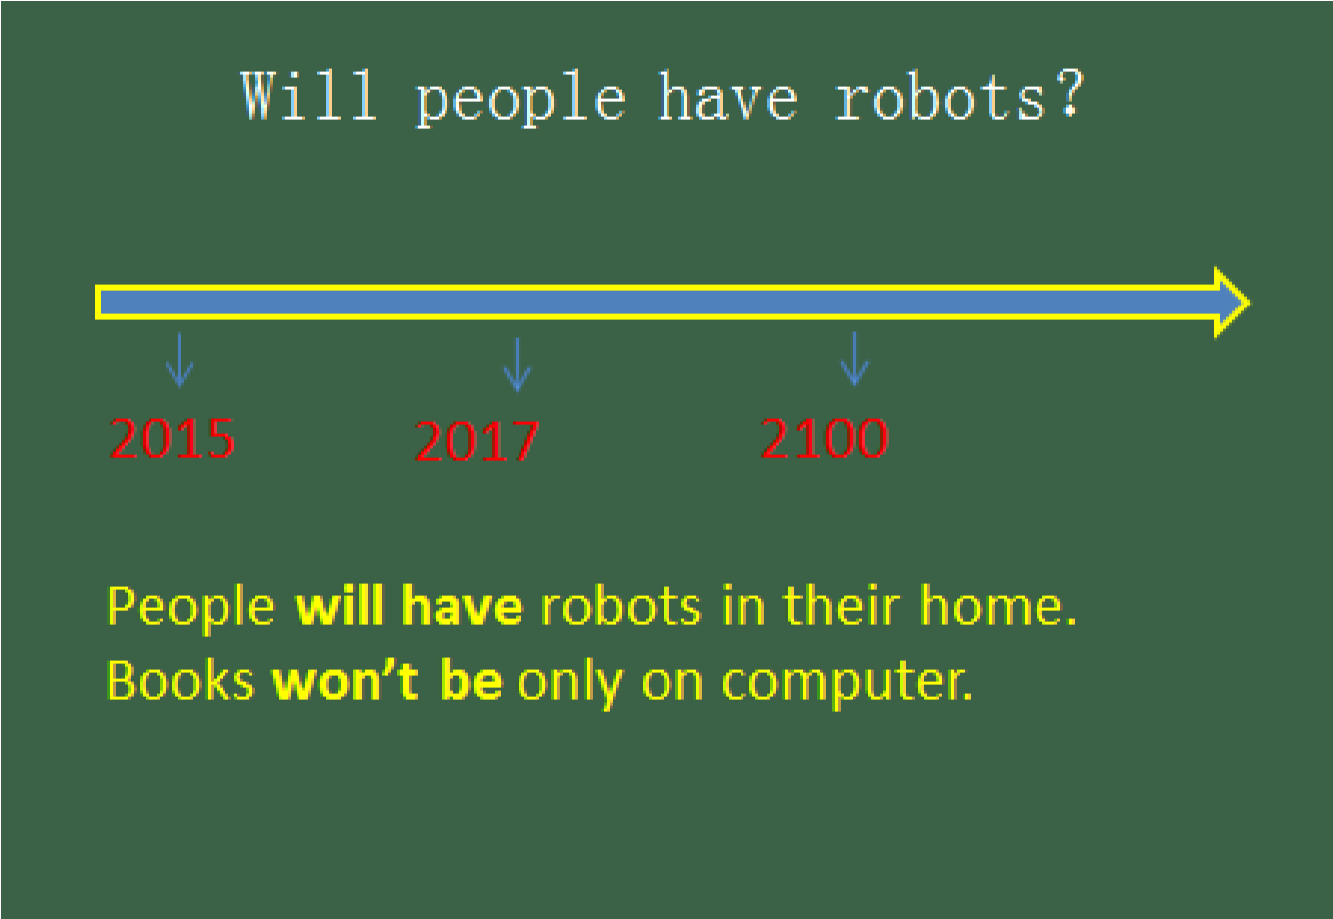 Will people have robots?
2015 2017 2100
People will have robots in their home.
Books won't be only on computer.